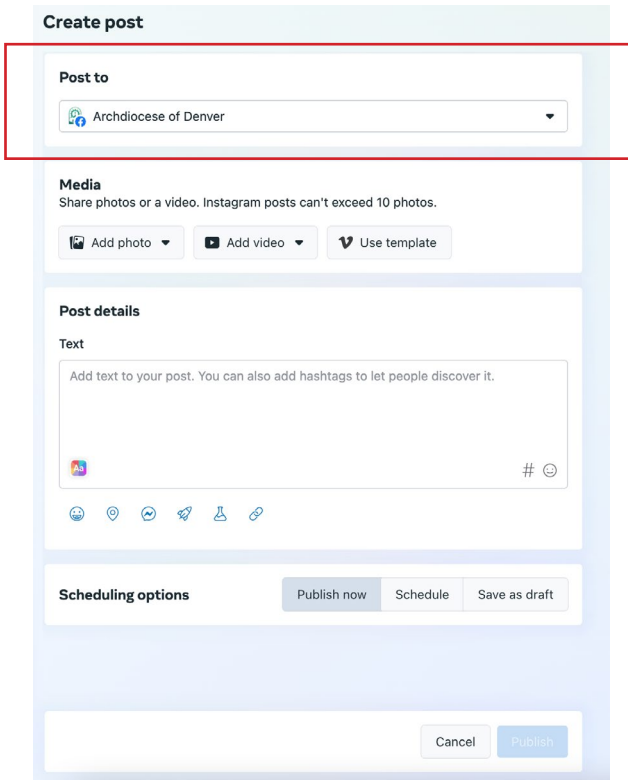 Create post
Post to
Archdiocese of Denver
Media
Share photos or a video. Instagram posts can't exceed 10 photos.
Add photo Add video Use template
Post details
Text
Add text to your post. You can also add hashtags to let people discover it.
Aa #
Scheduling options Publish now Schedule Save as draft
Cancel Publish